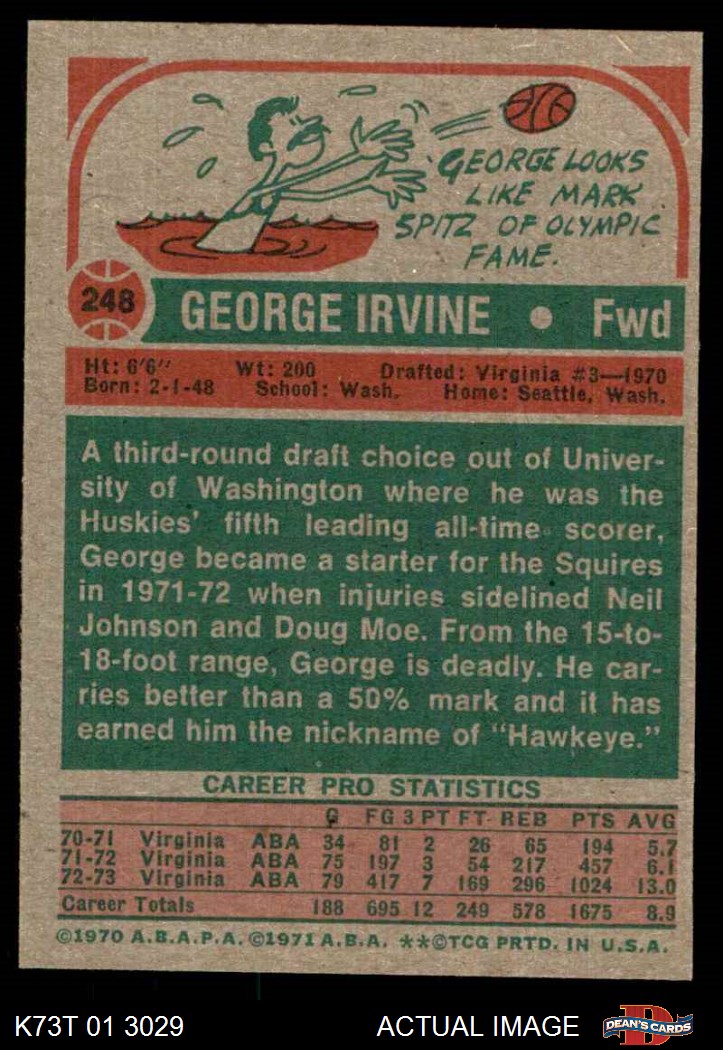 GEORGE LOOKS
LIKE MARK
SPITZ OF OLYMPIC
FAME.
248 GEORGE IRVINE • Fwd
Ht: 6'6" Wt: 200 Drafted: Virginia #3—1970
Born: 2-1-48 School: Wash. Home: Seattle, Wash.
A third-round draft choice out of Univer-
sity of Washington where he was the
Huskies' fifth leading all-time scorer,
George became a starter for the Squires
in 1971-72 when injuries sidelined Neil
Johnson and Doug Moe. From the 15-to-
18-foot range, George is deadly. He car-
ries better than a 50% mark and it has
earned him the nickname of "Hawkeye."
CAREER PRO STATISTICS
G FG 3 PT FT REB PTS AVG
70-71 Virginia ABA 34 81 2 26 65 194 5.7
71-72 Virginia ABA 75 197 3 54 217 457 6.1
72-73 Virginia ABA 79 417 7 169 296 1024 13.0
Career Totals 188 695 12 249 578 1675 8.9
©1970 A.B.A.P.A. ©1971 A.B.A. **©TCG PRTD. IN U.S.A.
K73T 01 3029 ACTUAL IMAGE D DEAN'S CARDS